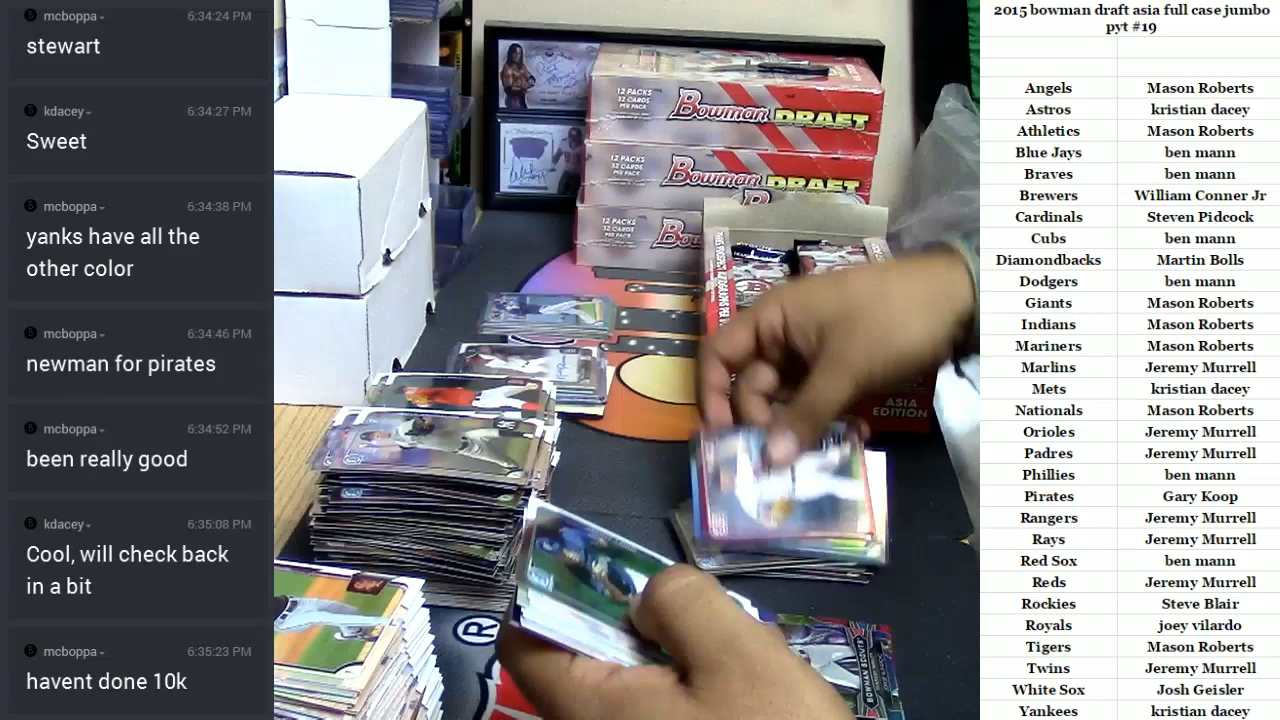 mcboppa
6:34:24 PM
stewart
kdacey
6:34:27 PM
Sweet
mcboppa
6:34:38 PM
yanks have all the
other color
mcboppa
6:34:46 PM
newman for pirates
mcboppa
6:34:52 PM
been really good
kdacey
6:35:08 PM
Cool, will check back
in a bit
mcboppa
6:35:23 PM
havent done 10k
12 PACKS
32 CARDS
PER PACK
Bowman DRAFT
12 PACKS
32 CARDS
PER PACK
Bowman DRAFT
12 PACKS
32 CARDS
PER PACK
ASIA
EDITION
BOWMAN SCOUTS'
®
2015 bowman draft asia full case jumbo
pyt #19
Angels Mason Roberts
Astros kristian dacey
Athletics Mason Roberts
Blue Jays ben mann
Braves ben mann
Brewers William Conner Jr
Cardinals Steven Pidcock
Cubs ben mann
Diamondbacks Martin Bolls
Dodgers ben mann
Giants Mason Roberts
Indians Mason Roberts
Mariners Mason Roberts
Marlins Jeremy Murrell
Mets kristian dacey
Nationals Mason Roberts
Orioles Jeremy Murrell
Padres Jeremy Murrell
Phillies ben mann
Pirates Gary Koop
Rangers Jeremy Murrell
Rays Jeremy Murrell
Red Sox ben mann
Reds Jeremy Murrell
Rockies Steve Blair
Royals joey vilardo
Tigers Mason Roberts
Twins Jeremy Murrell
White Sox Josh Geisler
Yankees kristian dacey